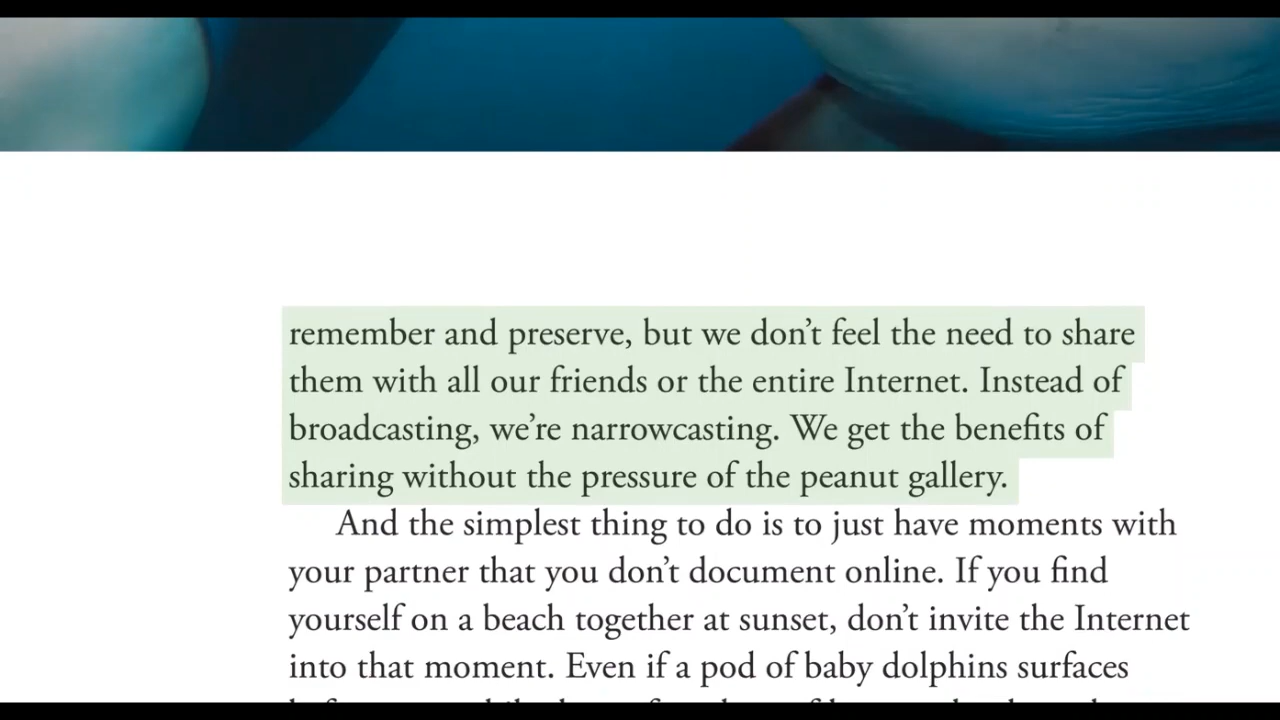 remember and preserve, but we don’t feel the need to share
them with all our friends or the entire Internet. Instead of
broadcasting, we’re narrowcasting. We get the benefits of
sharing without the pressure of the peanut gallery.
And the simplest thing to do is to just have moments with
your partner that you don’t document online. If you find
yourself on a beach together at sunset, don’t invite the Internet
into that moment. Even if a pod of baby dolphins surfaces